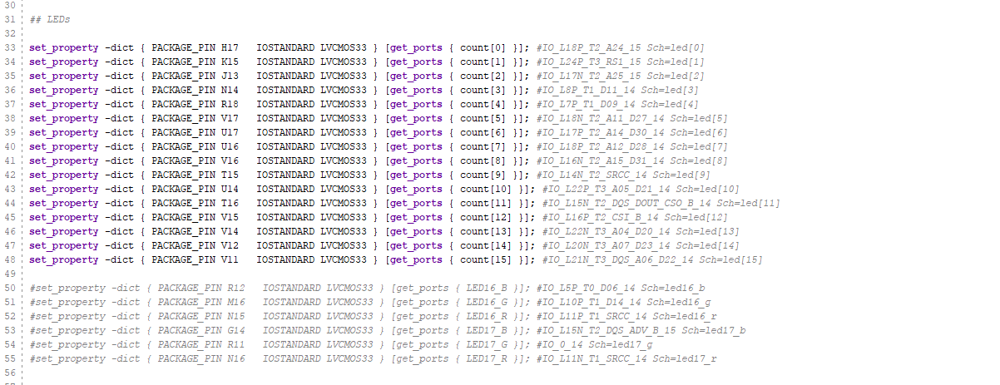 30
31 ## LEDs
32
33 set_property -dict { PACKAGE_PIN H17   IOSTANDARD LVCMOS33 } [get_ports { count[0] }]; #IO_L18P_T2_A24_15 Sch=led[0]
34 set_property -dict { PACKAGE_PIN K15   IOSTANDARD LVCMOS33 } [get_ports { count[1] }]; #IO_L24P_T3_RS1_15 Sch=led[1]
35 set_property -dict { PACKAGE_PIN J13   IOSTANDARD LVCMOS33 } [get_ports { count[2] }]; #IO_L17N_T2_A25_15 Sch=led[2]
36 set_property -dict { PACKAGE_PIN N14   IOSTANDARD LVCMOS33 } [get_ports { count[3] }]; #IO_L8P_T1_D11_14 Sch=led[3]
37 set_property -dict { PACKAGE_PIN R18   IOSTANDARD LVCMOS33 } [get_ports { count[4] }]; #IO_L7P_T1_D09_14 Sch=led[4]
38 set_property -dict { PACKAGE_PIN V17   IOSTANDARD LVCMOS33 } [get_ports { count[5] }]; #IO_L18N_T2_A11_D27_14 Sch=led[5]
39 set_property -dict { PACKAGE_PIN U17   IOSTANDARD LVCMOS33 } [get_ports { count[6] }]; #IO_L17P_T2_A14_D30_14 Sch=led[6]
40 set_property -dict { PACKAGE_PIN U16   IOSTANDARD LVCMOS33 } [get_ports { count[7] }]; #IO_L18P_T2_A12_D28_14 Sch=led[7]
41 set_property -dict { PACKAGE_PIN V16   IOSTANDARD LVCMOS33 } [get_ports { count[8] }]; #IO_L16N_T2_A15_D31_14 Sch=led[8]
42 set_property -dict { PACKAGE_PIN T15   IOSTANDARD LVCMOS33 } [get_ports { count[9] }]; #IO_L14N_T2_SRCC_14 Sch=led[9]
43 set_property -dict { PACKAGE_PIN U14   IOSTANDARD LVCMOS33 } [get_ports { count[10] }]; #IO_L22P_T3_A05_D21_14 Sch=led[10]
44 set_property -dict { PACKAGE_PIN T16   IOSTANDARD LVCMOS33 } [get_ports { count[11] }]; #IO_L15N_T2_DQS_DOUT_CSO_B_14 Sch=led[11]
45 set_property -dict { PACKAGE_PIN V15   IOSTANDARD LVCMOS33 } [get_ports { count[12] }]; #IO_L16P_T2_CSI_B_14 Sch=led[12]
46 set_property -dict { PACKAGE_PIN V14   IOSTANDARD LVCMOS33 } [get_ports { count[13] }]; #IO_L22N_T3_A04_D20_14 Sch=led[13]
47 set_property -dict { PACKAGE_PIN V12   IOSTANDARD LVCMOS33 } [get_ports { count[14] }]; #IO_L20N_T3_A07_D23_14 Sch=led[14]
48 set_property -dict { PACKAGE_PIN V11   IOSTANDARD LVCMOS33 } [get_ports { count[15] }]; #IO_L21N_T3_DQS_A06_D22_14 Sch=led[15]
49
50 #set_property -dict { PACKAGE_PIN R12   IOSTANDARD LVCMOS33 } [get_ports { LED16_B }]; #IO_L5P_T0_D06_14 Sch=led16_b
51 #set_property -dict { PACKAGE_PIN M16   IOSTANDARD LVCMOS33 } [get_ports { LED16_G }]; #IO_L10P_T1_D14_14 Sch=led16_g
52 #set_property -dict { PACKAGE_PIN N15   IOSTANDARD LVCMOS33 } [get_ports { LED16_R }]; #IO_L11P_T1_SRCC_14 Sch=led16_r
53 #set_property -dict { PACKAGE_PIN G14   IOSTANDARD LVCMOS33 } [get_ports { LED17_B }]; #IO_L15N_T2_DQS_ADV_B_15 Sch=led17_b
54 #set_property -dict { PACKAGE_PIN R11   IOSTANDARD LVCMOS33 } [get_ports { LED17_G }]; #IO_0_14 Sch=led17_g
55 #set_property -dict { PACKAGE_PIN N16   IOSTANDARD LVCMOS33 } [get_ports { LED17_R }]; #IO_L11N_T1_SRCC_14 Sch=led17_r
56